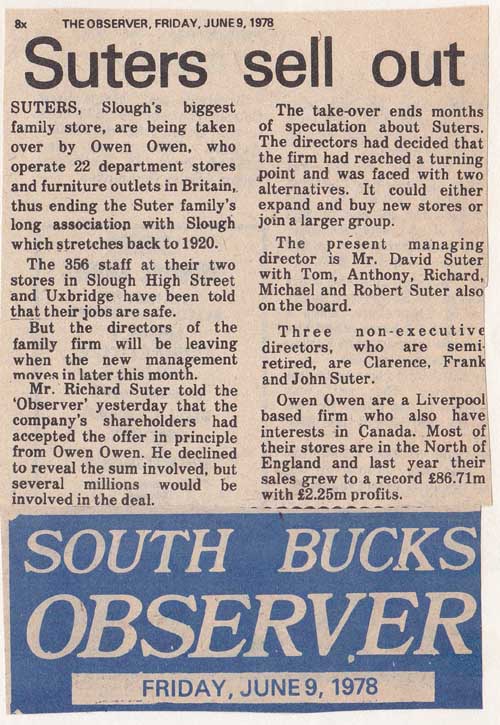 8x THE OBSERVER, FRIDAY, JUNE 9, 1978
Suters sell out
SUTERS, Slough's biggest
family store, are being taken
over by Owen Owen, who
operate 22 department stores
and furniture outlets in Britain,
thus ending the Suter family's
long association with Slough
which stretches back to 1920.
The 356 staff at their two
stores in Slough High Street
and Uxbridge have been told
that their jobs are safe.
But the directors of the
family firm will be leaving
when the new management
moves in later this month.
Mr. Richard Suter told the
'Observer' yesterday that the
company's shareholders had
accepted the offer in principle
from Owen Owen. He declined
to reveal the sum involved, but
several millions would be
involved in the deal.
The take-over ends months
of speculation about Suters.
The directors had decided that
the firm had reached a turning
point and was faced with two
alternatives. It could either
expand and buy new stores or
join a larger group.
The present managing
director is Mr. David Suter
with Tom, Anthony, Richard,
Michael and Robert Suter also
on the board.
Three non-executive
directors, who are semi-
retired, are Clarence, Frank
and John Suter.
Owen Owen are a Liverpool
based firm who also have
interests in Canada. Most of
their stores are in the North of
England and last year their
sales grew to a record £86.71m
with £2.25m profits.
SOUTH BUCKS
OBSERVER
FRIDAY, JUNE 9, 1978